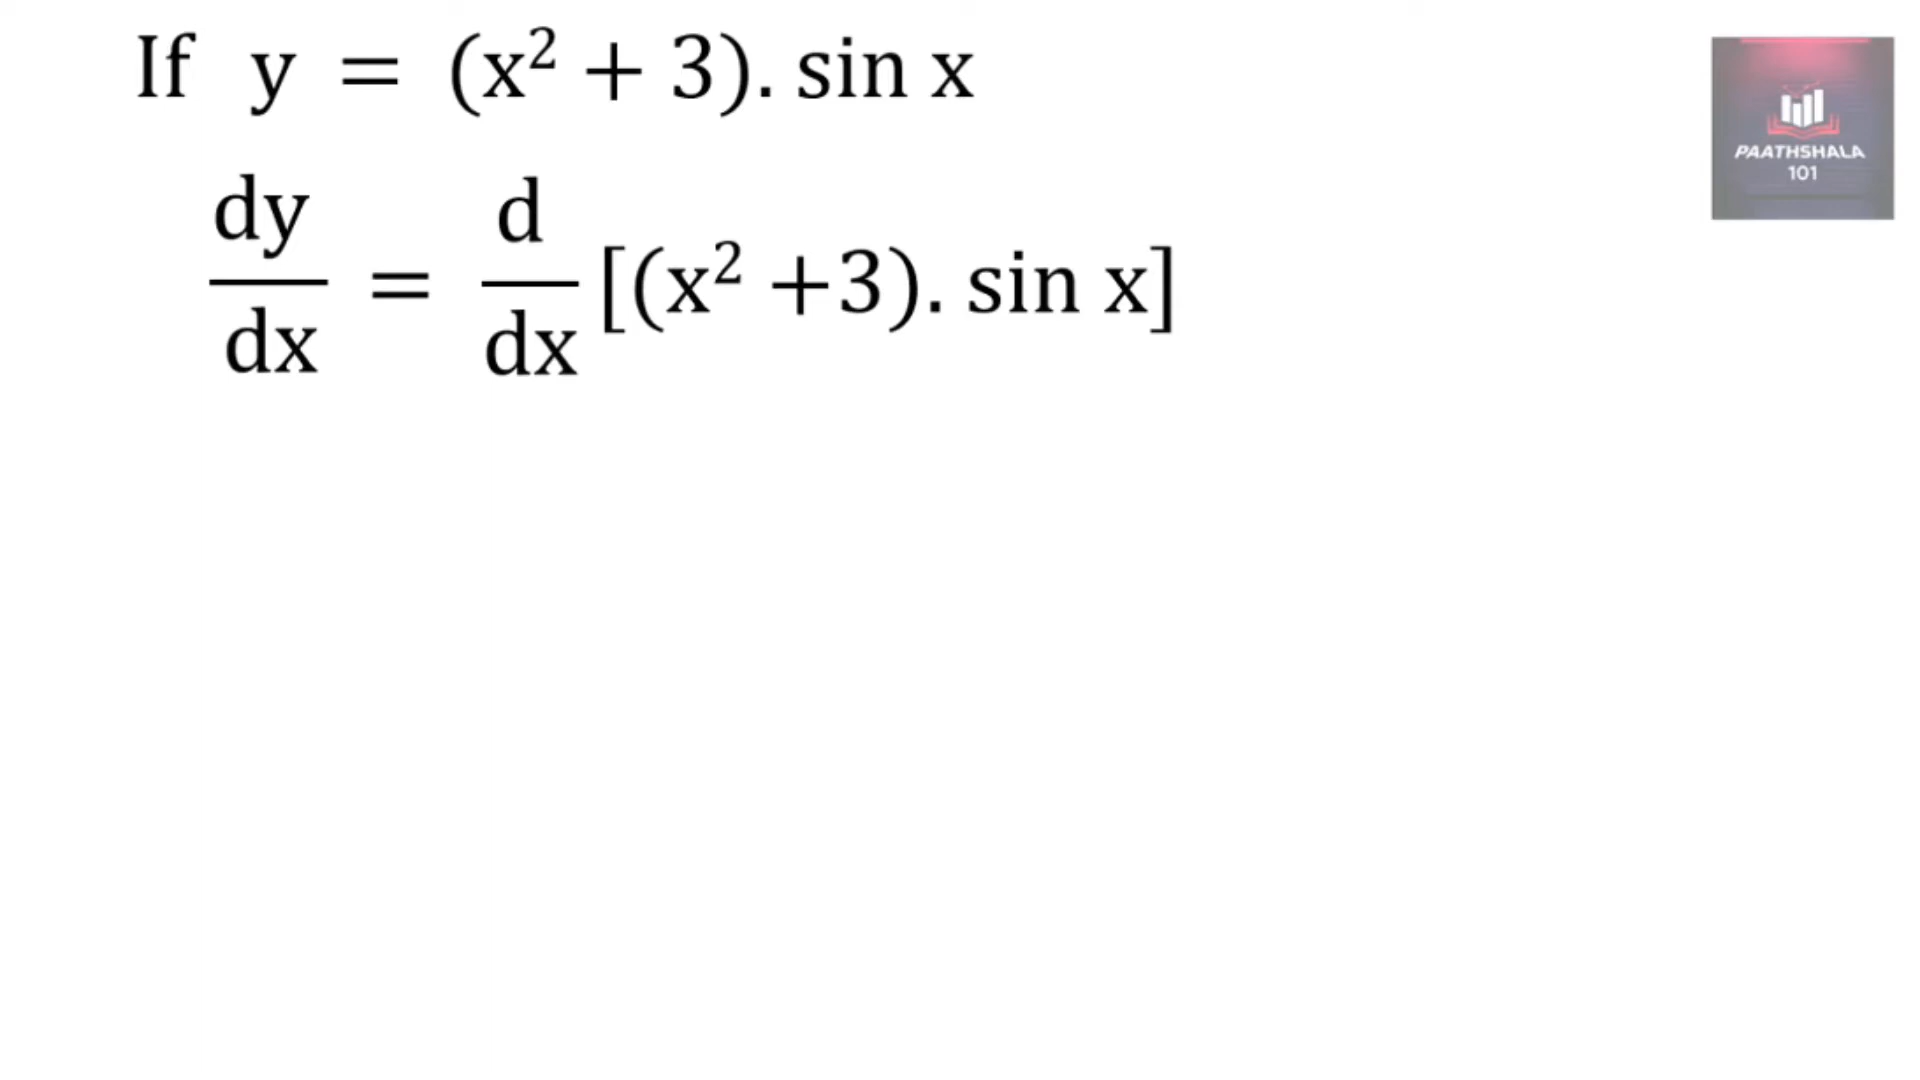 If y = (x² + 3). sin x
dy/dx = d/dx [(x² +3). sin x]
PAATHSHALA
101